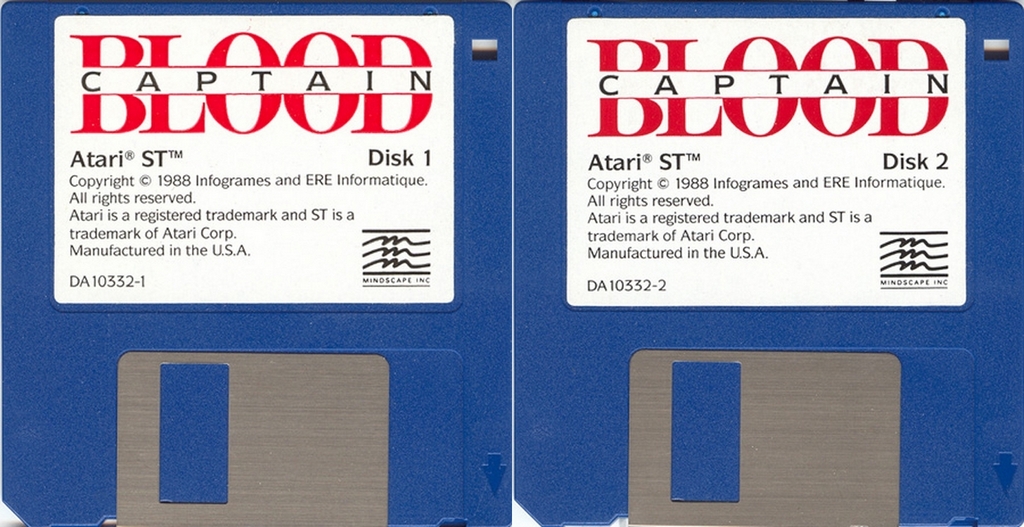 BLOOD
CAPTAIN
Atari® ST™ Disk 1
Copyright © 1988 Infogrames and ERE Informatique.
All rights reserved.
Atari is a registered trademark and ST is a
trademark of Atari Corp.
Manufactured in the U.S.A.
DA10332-1
MINDSCAPE INC
BLOOD
CAPTAIN
Atari® ST™ Disk 2
Copyright © 1988 Infogrames and ERE Informatique.
All rights reserved.
Atari is a registered trademark and ST is a
trademark of Atari Corp.
Manufactured in the U.S.A.
DA10332-2
MINDSCAPE INC